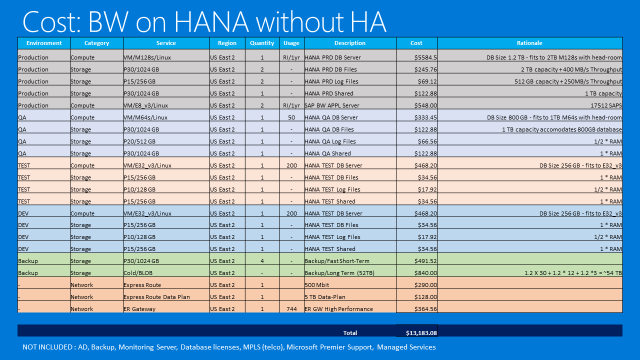 Cost: BW on HANA without HA
Environment Category Service Region Quantity Usage Description Cost Rationale
Production Compute VM/M128s/Linux US East 2 1 RI/1yr HANA PRD DB Server $5584.5 DB Size 1.2 TB - fits to 2TB M128s with head-room
Production Storage P30/1024 GB US East 2 2 - HANA PRD DB Files $245.76 2 TB capacity + 400 MB/s Throughput
Production Storage P15/256 GB US East 2 2 - HANA PRD Log Files $69.12 512 GB capacity + 250MB/s Throughput
Production Storage P30/1024 GB US East 2 1 - HANA PRD Shared $122.88 1 TB capacity
Production Compute VM/E8_v3/Linux US East 2 2 RI/1yr SAP BW APPL Server $548.00 17512 SAPS
QA Compute VM/M64s/Linux US East 2 1 50 HANA QA DB Server $333.45 DB Size 800 GB - fits to 1TB M64s with head-room
QA Storage P30/1024 GB US East 2 1 - HANA QA DB Files $122.88 1 TB capacity accomodates 800GB database
QA Storage P20/512 GB US East 2 1 - HANA QA Log Files $66.56 1/2 * RAM
QA Storage P30/1024 GB US East 2 1 - HANA QA Shared $122.88 1 * RAM
TEST Compute VM/E32_v3/Linux US East 2 1 200 HANA TEST DB Server $468.20 DB Size 256 GB - fits to E32_v3
TEST Storage P15/256 GB US East 2 1 - HANA TEST DB Files $34.56 1 * RAM
TEST Storage P10/128 GB US East 2 1 - HANA TEST Log Files $17.92 1/2 * RAM
TEST Storage P15/256 GB US East 2 1 - HANA TEST Shared $34.56 1 * RAM
DEV Compute VM/E32_v3/Linux US East 2 1 200 HANA TEST DB Server $468.20 DB Size 256 GB - fits to E32_v3
DEV Storage P15/256 GB US East 2 1 - HANA TEST DB Files $34.56 1 * RAM
DEV Storage P10/128 GB US East 2 1 - HANA TEST Log Files $17.92 1/2 * RAM
DEV Storage P15/256 GB US East 2 1 - HANA TEST Shared $34.56 1 * RAM
Backup Storage P30/1024 GB US East 2 4 - Backup/Fast Short-Term $491.52
Backup Storage Cold/BLOB US East 2 - - Backup/Long Term (52TB) $840.00 1.2 X 30 + 1.2 * 12 + 1.2 *3 = ~54 TB
- Network Express Route US East 2 1 500 Mbit $290.00
- Network Express Route Data Plan US East 2 1 5 TB Data-Plan $128.00
- Network ER Gateway US East 2 1 744 ER GW High Performance $364.56
Total $13,183.08
NOT INCLUDED : AD, Backup, Monitoring Server, Database licenses, MPLS (telco), Microsoft Premier Support, Managed Services